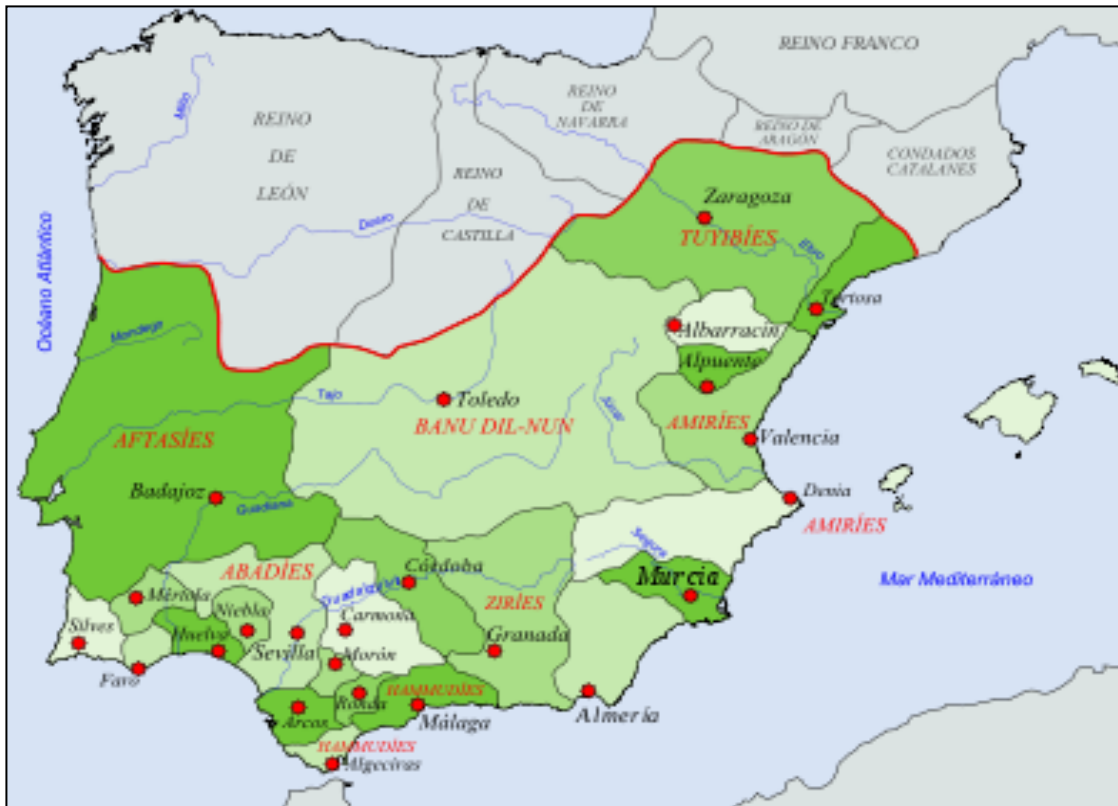 REINO FRANCO
REINO
DE
NAVARRA
REINO DE
ARAGÓN
CONDADOS
CATALANES
REINO
DE
LEÓN
REINO
DE
CASTILLA
Miño
Duero
Océano Atlántico
Zaragoza
TUYIBÍES
Ebro
Tortosa
Albarracín
Alpuente
Mondego
Tajo
Toledo
BANU DIL-NUN
Júcar
AMIRÍES
Valencia
AFTASÍES
Badajoz
Guadiana
Denia
AMIRÍES
Segura
Mar Mediterráneo
ABADÍES
Córdoba
Guadalquivir
Murcia
Mértola
Niebla
Carmona
ZIRÍES
Silves
Huelva
Sevilla
Granada
Morón
Faro
HAMMUDÍES
Ronda
Arcos
Málaga
Almería
HAMMUDÍES
Algeciras